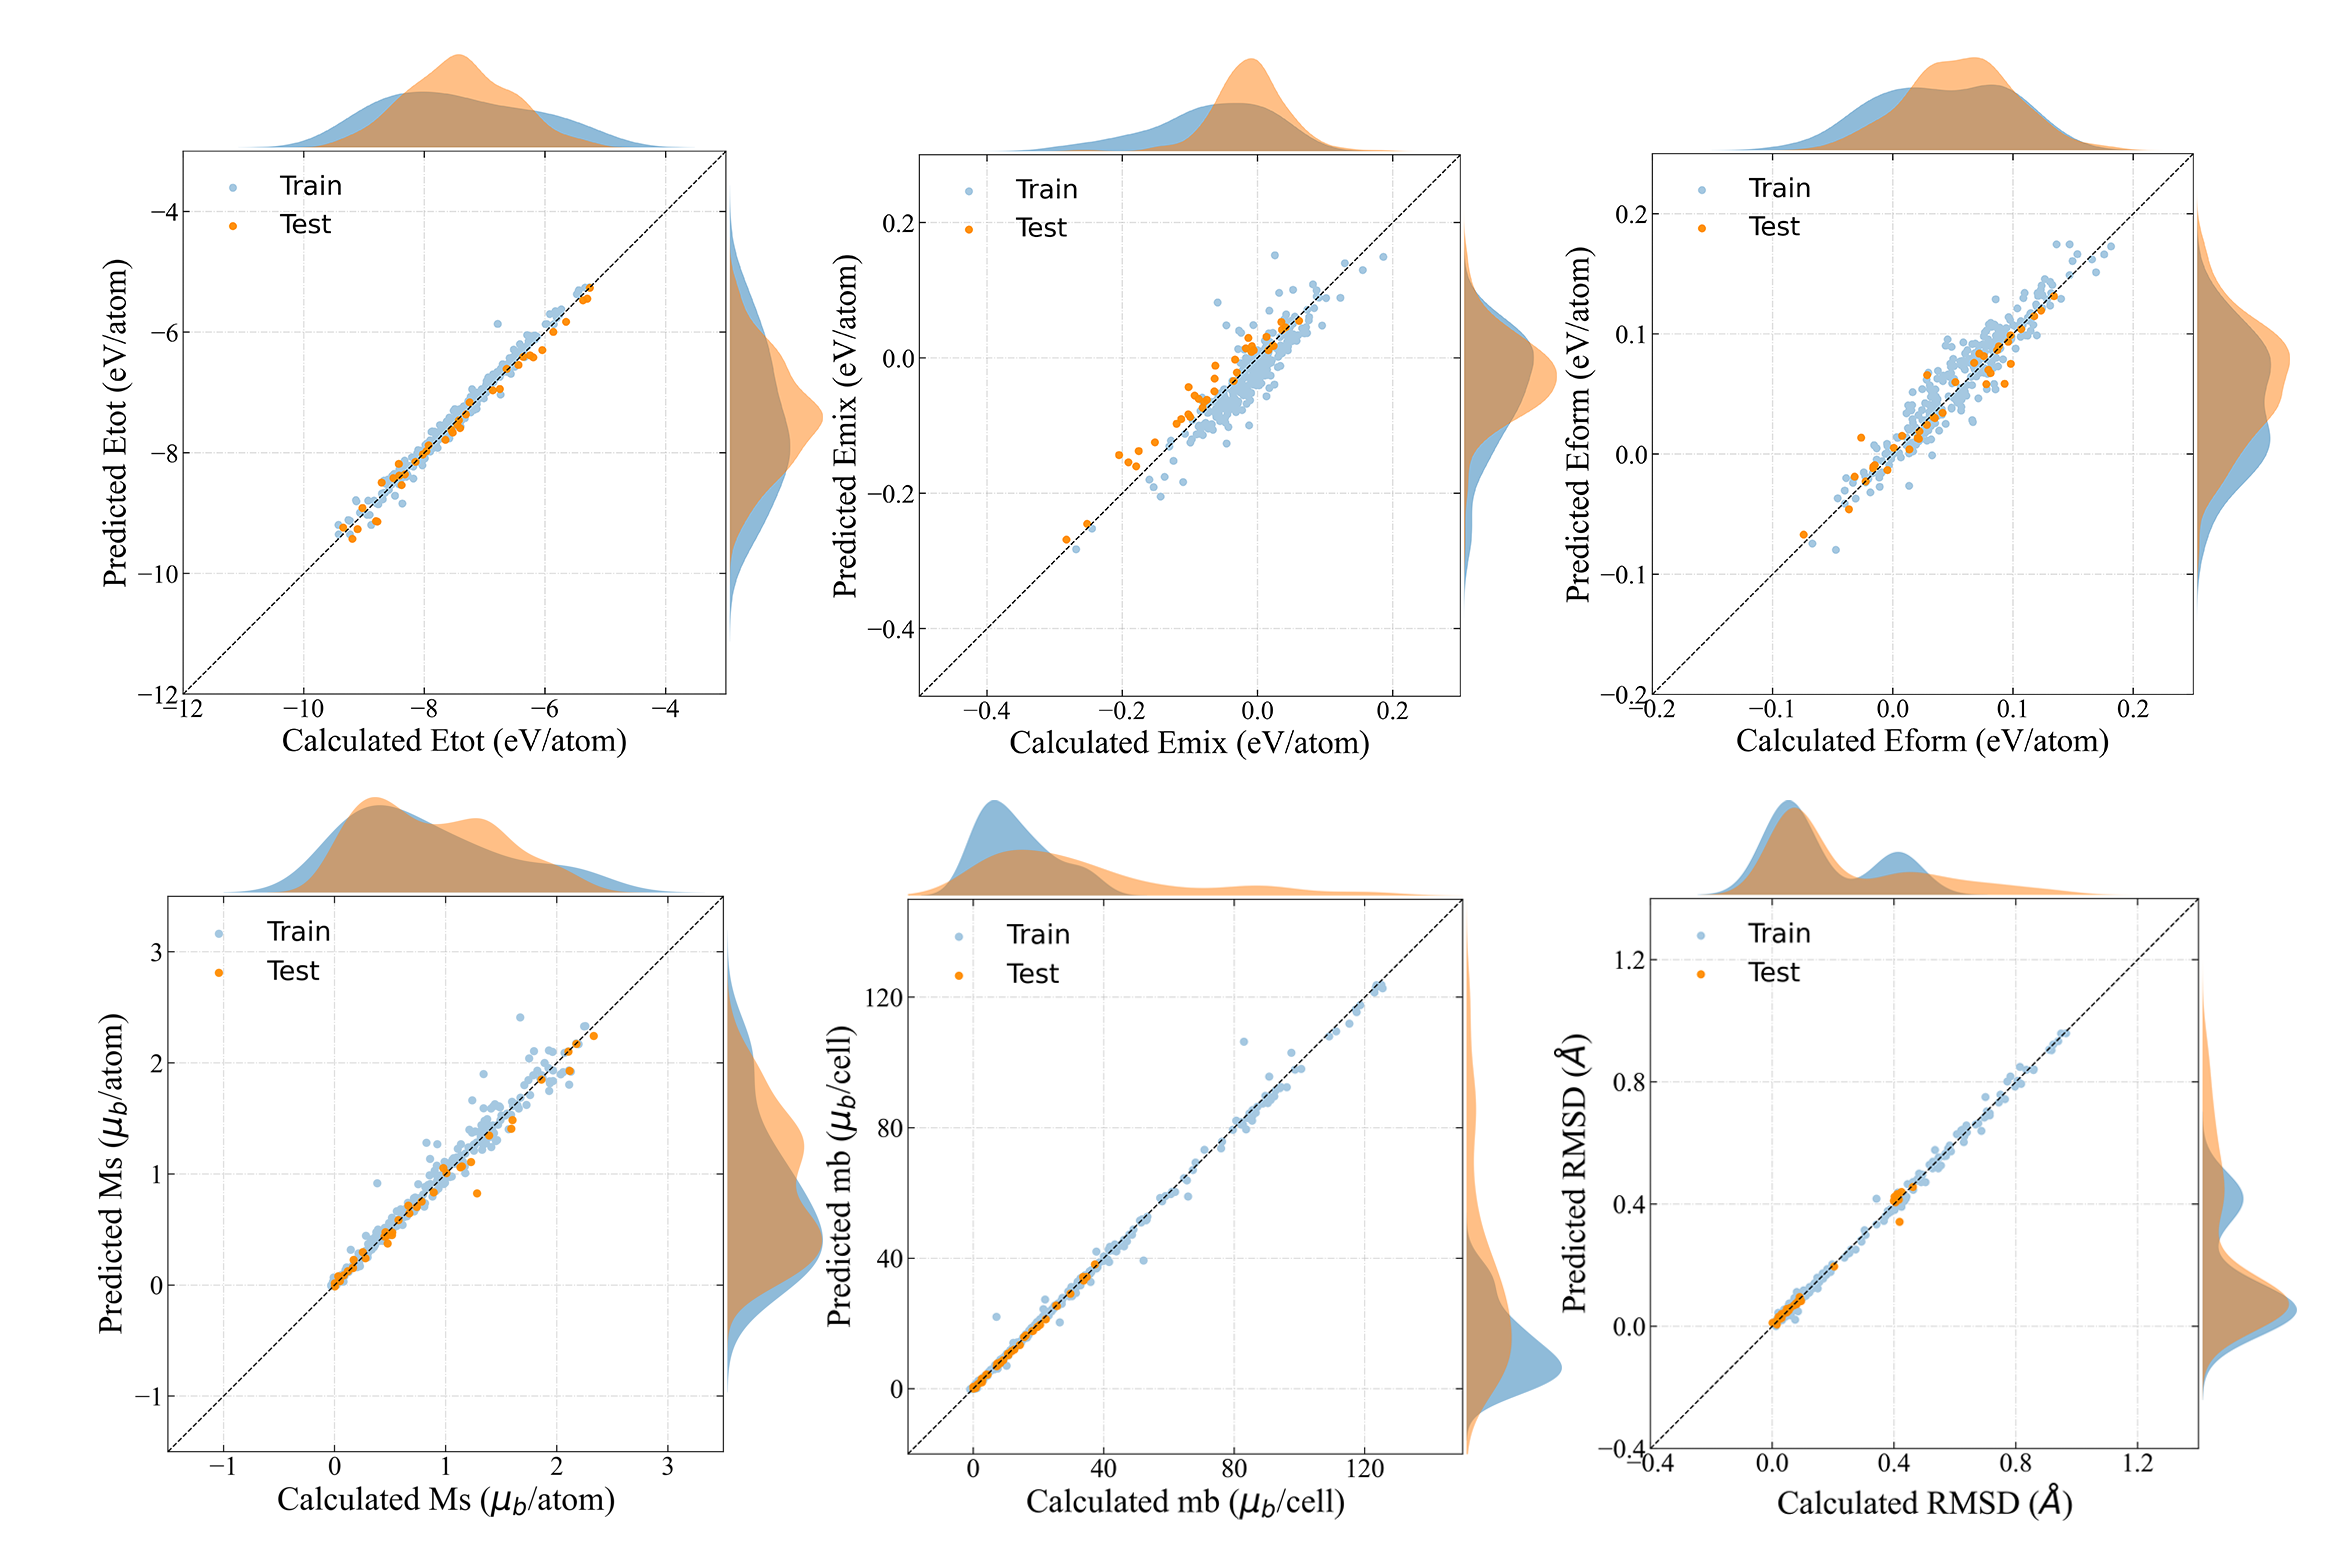 Train
Test
−4
−6
−8
−10
−12
−12
−10
−8
−6
−4
Predicted Etot (eV/atom)
Calculated Etot (eV/atom)
Train
Test
0.2
0.0
−0.2
−0.4
−0.4
−0.2
0.0
0.2
Predicted Emix (eV/atom)
Calculated Emix (eV/atom)
Train
Test
0.2
0.1
0.0
−0.1
−0.2
−0.2
−0.1
0.0
0.1
0.2
Predicted Eform (eV/atom)
Calculated Eform (eV/atom)
Train
Test
3
2
1
0
−1
−1
0
1
2
3
Predicted Ms (μb/atom)
Calculated Ms (μb/atom)
Train
Test
120
80
40
0
0
40
80
120
Predicted mb (μb/cell)
Calculated mb (μb/cell)
Train
Test
1.2
0.8
0.4
0.0
−0.4
−0.4
0.0
0.4
0.8
1.2
Predicted RMSD (Å)
Calculated RMSD (Å)